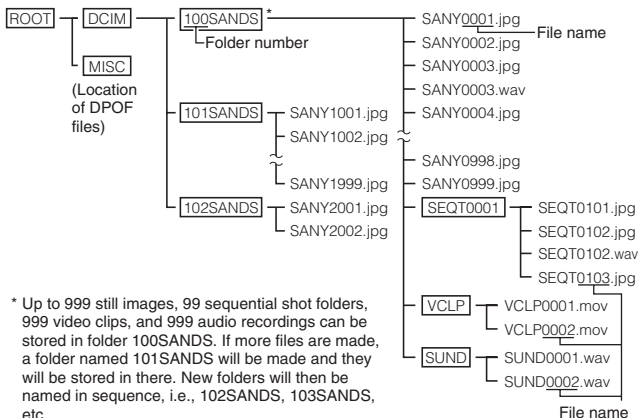 ROOT
DCIM
100SANDS *
Folder number
SANY0001.jpg
File name
SANY0002.jpg
MISC
SANY0003.jpg
(Location
of DPOF
files)
SANY0003.wav
101SANDS
SANY1001.jpg
SANY0004.jpg
SANY1002.jpg
SANY0998.jpg
SANY1999.jpg
SANY0999.jpg
102SANDS
SANY2001.jpg
SANY2002.jpg
SEQT0001
SEQT0101.jpg
SEQT0102.jpg
SEQT0102.wav
SEQT0103.jpg
VCLP
VCLP0001.mov
VCLP0002.mov
SUND
SUND0001.wav
SUND0002.wav
File name
* Up to 999 still images, 99 sequential shot folders,
999 video clips, and 999 audio recordings can be
stored in folder 100SANDS. If more files are made,
a folder named 101SANDS will be made and they
will be stored in there. New folders will then be
named in sequence, i.e., 102SANDS, 103SANDS,
etc.